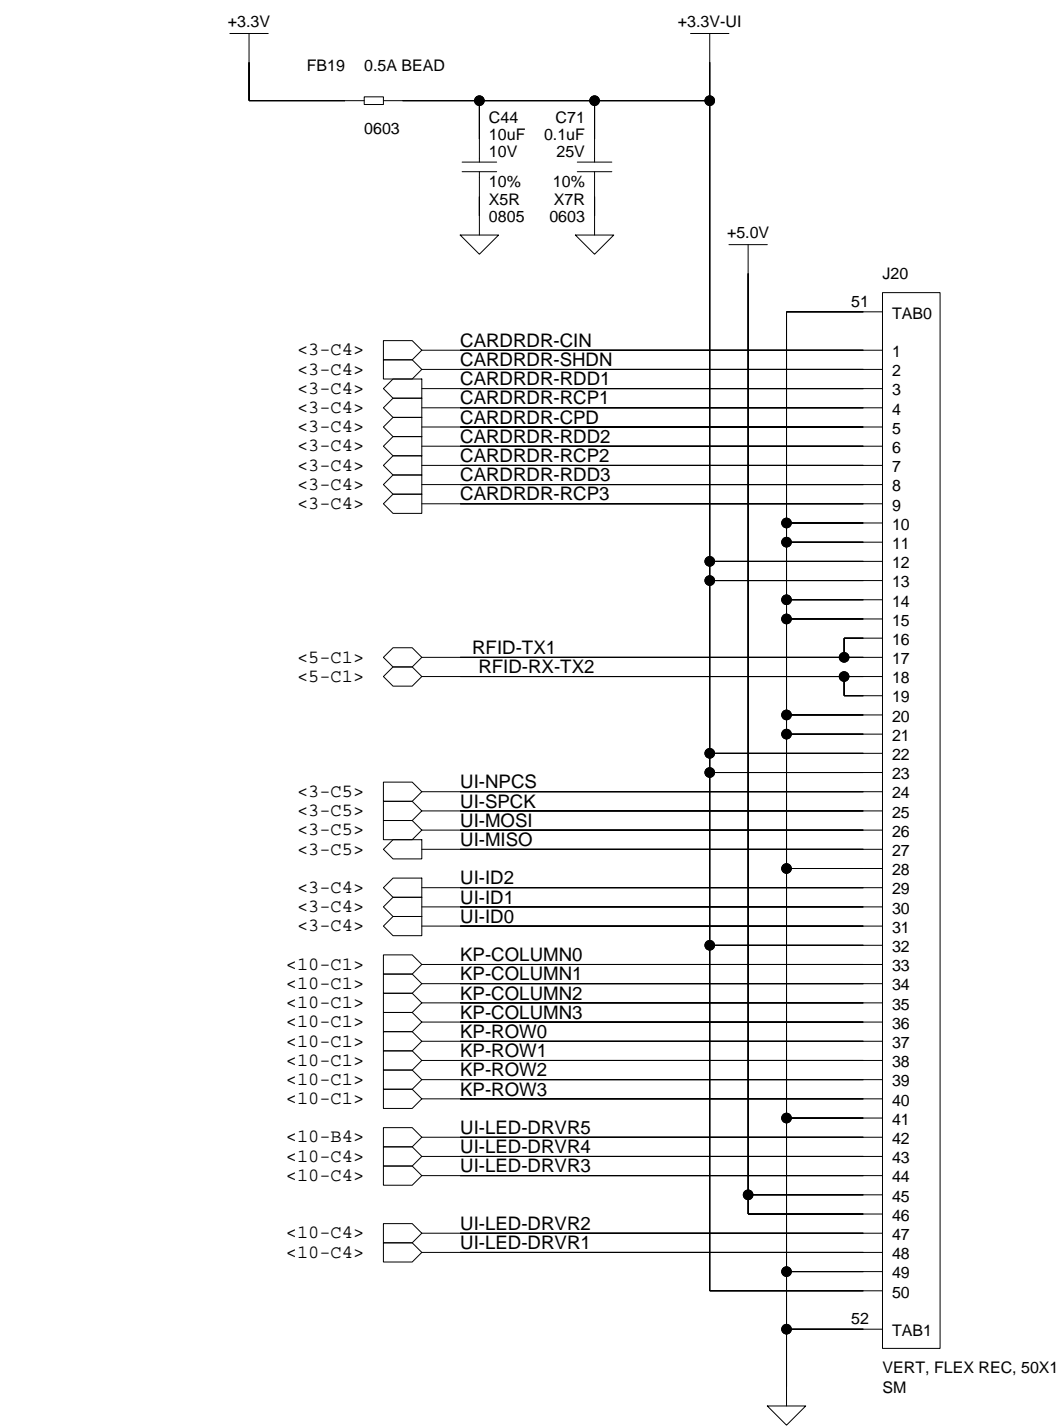 +3.3V
+3.3V-UI
FB19 0.5A BEAD
0603
C44
10uF
10V
10%
X5R
0805
C71
0.1uF
25V
10%
X7R
0603
+5.0V
J20
51 TAB0
<3-C4> CARDRDR-CIN 1
<3-C4> CARDRDR-SHDN 2
<3-C4> CARDRDR-RDD1 3
<3-C4> CARDRDR-RCP1 4
<3-C4> CARDRDR-CPD 5
<3-C4> CARDRDR-RDD2 6
<3-C4> CARDRDR-RCP2 7
<3-C4> CARDRDR-RDD3 8
<3-C4> CARDRDR-RCP3 9
10
11
12
13
14
15
16
<5-C1> RFID-TX1 17
<5-C1> RFID-RX-TX2 18
19
20
21
22
23
<3-C5> UI-NPCS 24
<3-C5> UI-SPCK 25
<3-C5> UI-MOSI 26
<3-C5> UI-MISO 27
28
<3-C4> UI-ID2 29
<3-C4> UI-ID1 30
<3-C4> UI-ID0 31
32
<10-C1> KP-COLUMN0 33
<10-C1> KP-COLUMN1 34
<10-C1> KP-COLUMN2 35
<10-C1> KP-COLUMN3 36
<10-C1> KP-ROW0 37
<10-C1> KP-ROW1 38
<10-C1> KP-ROW2 39
<10-C1> KP-ROW3 40
41
<10-B4> UI-LED-DRVR5 42
<10-C4> UI-LED-DRVR4 43
<10-C4> UI-LED-DRVR3 44
45
46
<10-C4> UI-LED-DRVR2 47
<10-C4> UI-LED-DRVR1 48
49
50
52 TAB1
VERT, FLEX REC, 50X1
SM